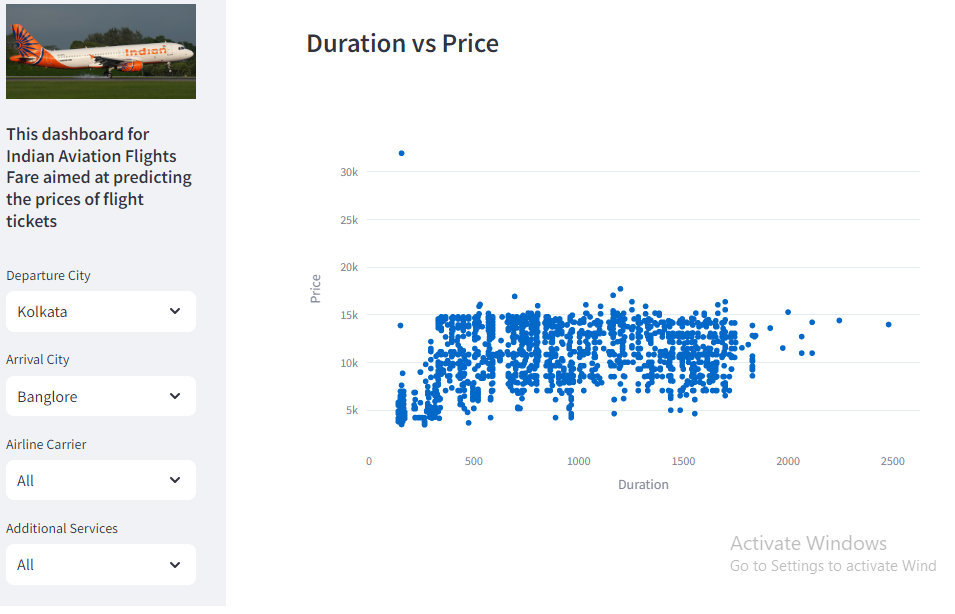 Indian
This dashboard for
Indian Aviation Flights
Fare aimed at predicting
the prices of flight
tickets
Departure City
Kolkata
Arrival City
Banglore
Airline Carrier
All
Additional Services
All
Duration vs Price
30k
25k
20k
15k
10k
5k
Price
0 500 1000 1500 2000 2500
Duration
Activate Windows
Go to Settings to activate Wind